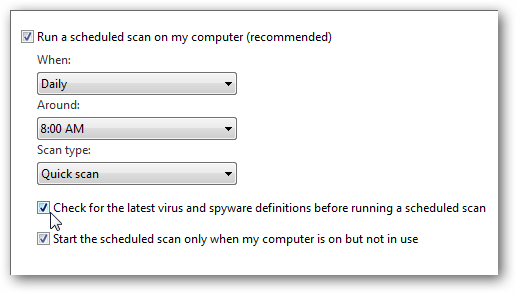 Run a scheduled scan on my computer (recommended)
When:
Daily
Around:
8:00 AM
Scan type:
Quick scan
Check for the latest virus and spyware definitions before running a scheduled scan
Start the scheduled scan only when my computer is on but not in use